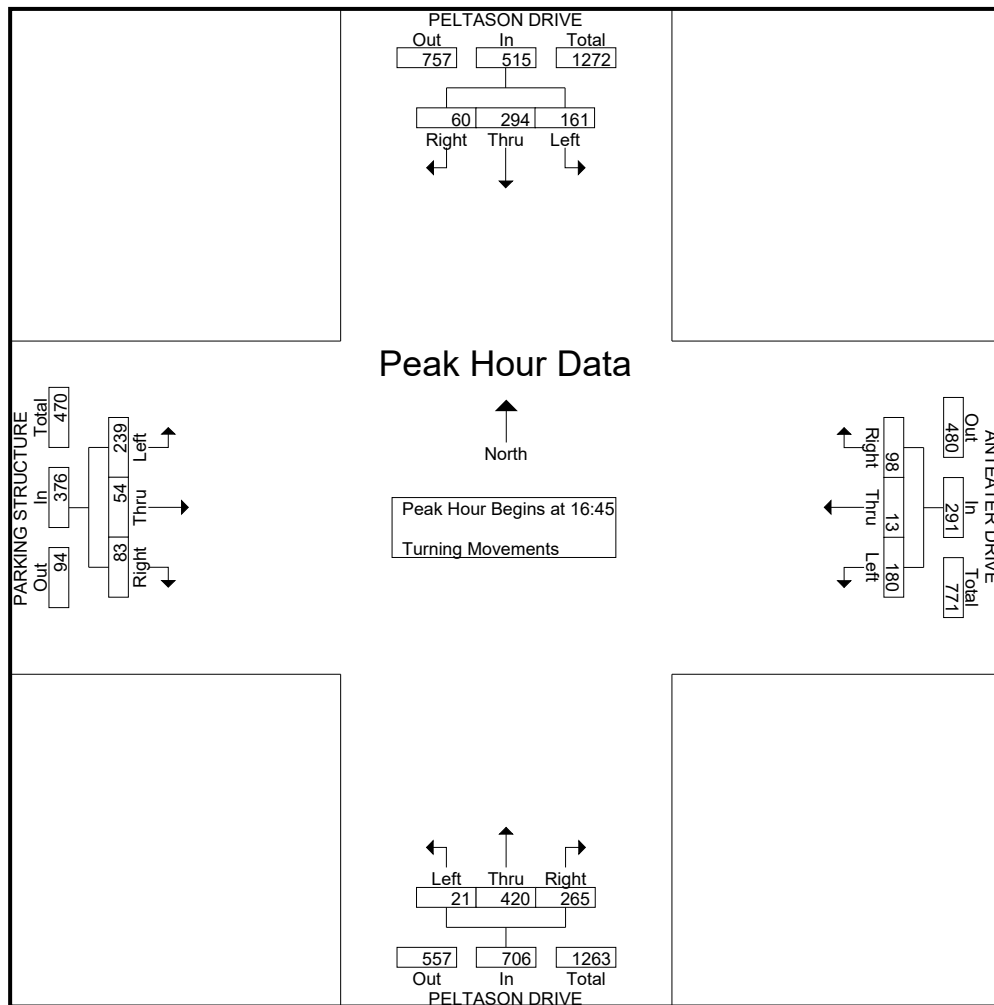 PELTASON DRIVE
Out In Total
757 515 1272
60 294 161
Right Thru Left
Peak Hour Data
North
Peak Hour Begins at 16:45
Turning Movements
PARKING STRUCTURE
Out In Total
94 376 470
83 54 239
Right Thru Left
ANTEATER DRIVE
Out In Total
480 291 771
Right Thru Left
98 13 180
Left Thru Right
21 420 265
557 706 1263
Out In Total
PELTASON DRIVE